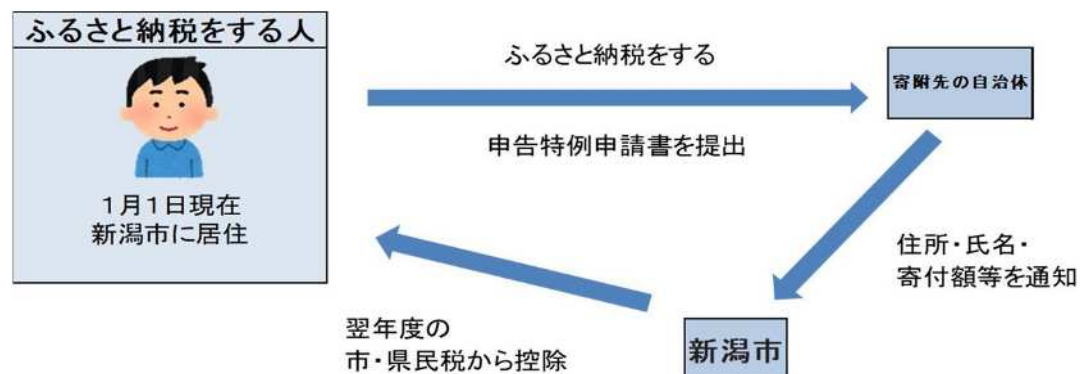 ふるさと納税をする人
1月1日現在
新潟市に居住
ふるさと納税をする
申告特例申請書を提出
寄附先の自治体
住所・氏名・
寄付額等を通知
新潟市
翌年度の
市・県民税から控除